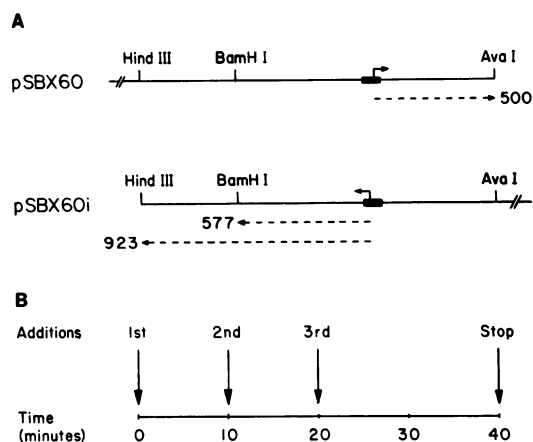 A
Hind III BamH I Ava I
pSBX60
500
Hind III BamH I Ava I
pSBX60i
577
923
B
Additions 1st 2nd 3rd Stop
Time
(minutes) 0 10 20 30 40